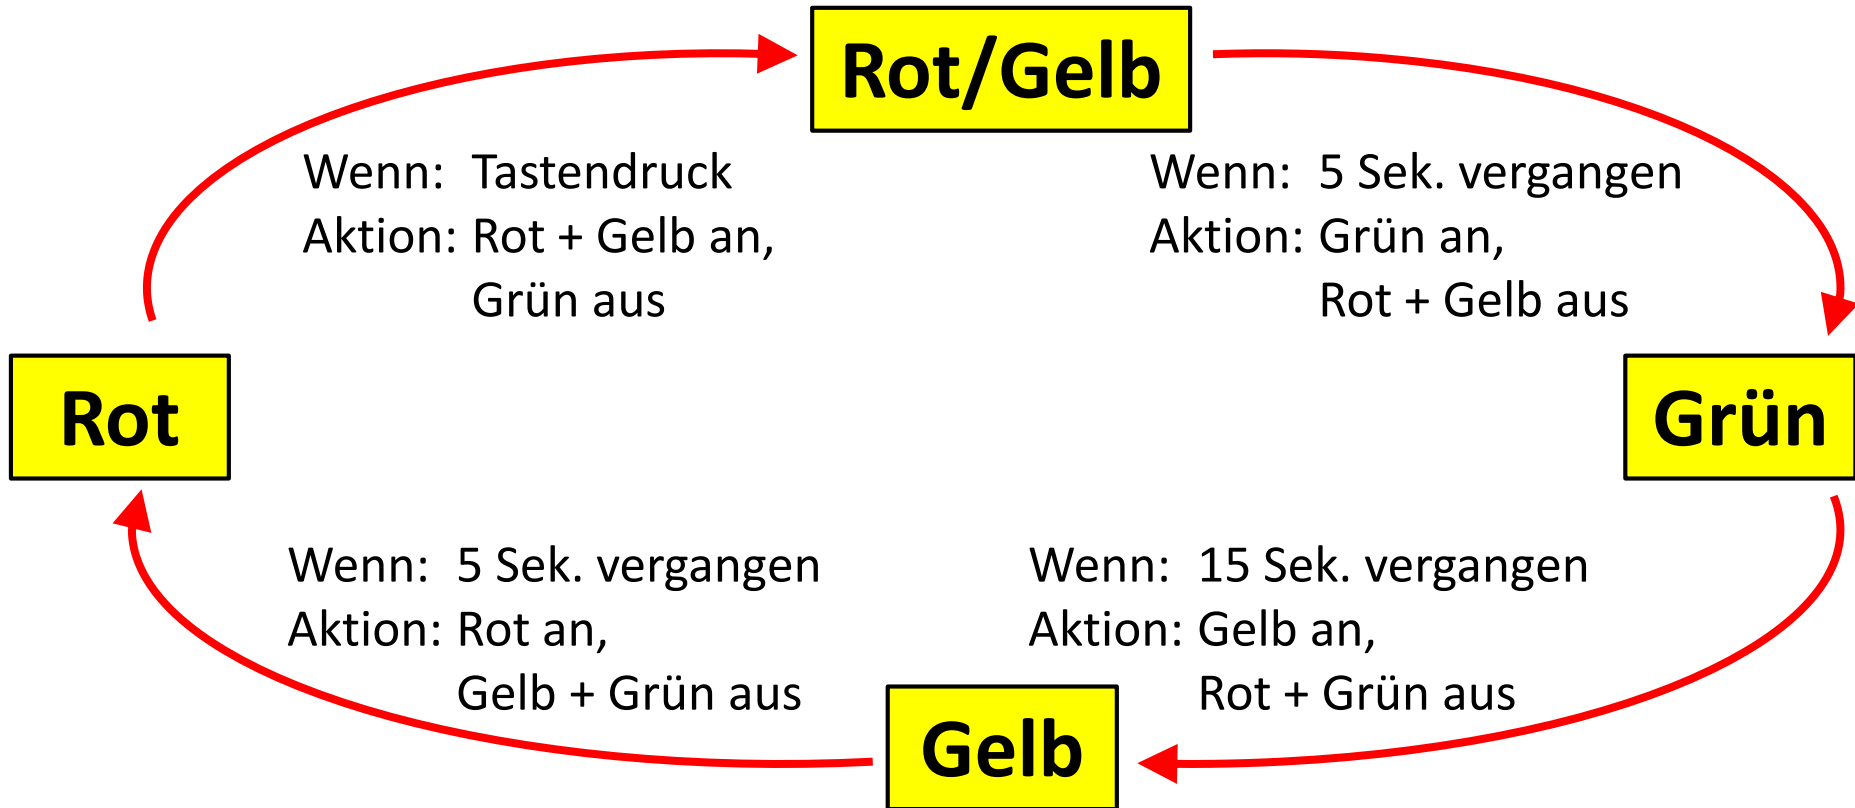 Rot/Gelb
Wenn: Tastendruck
Aktion: Rot + Gelb an,
Grün aus
Wenn: 5 Sek. vergangen
Aktion: Grün an,
Rot + Gelb aus
Rot
Grün
Wenn: 5 Sek. vergangen
Aktion: Rot an,
Gelb + Grün aus
Wenn: 15 Sek. vergangen
Aktion: Gelb an,
Rot + Grün aus
Gelb